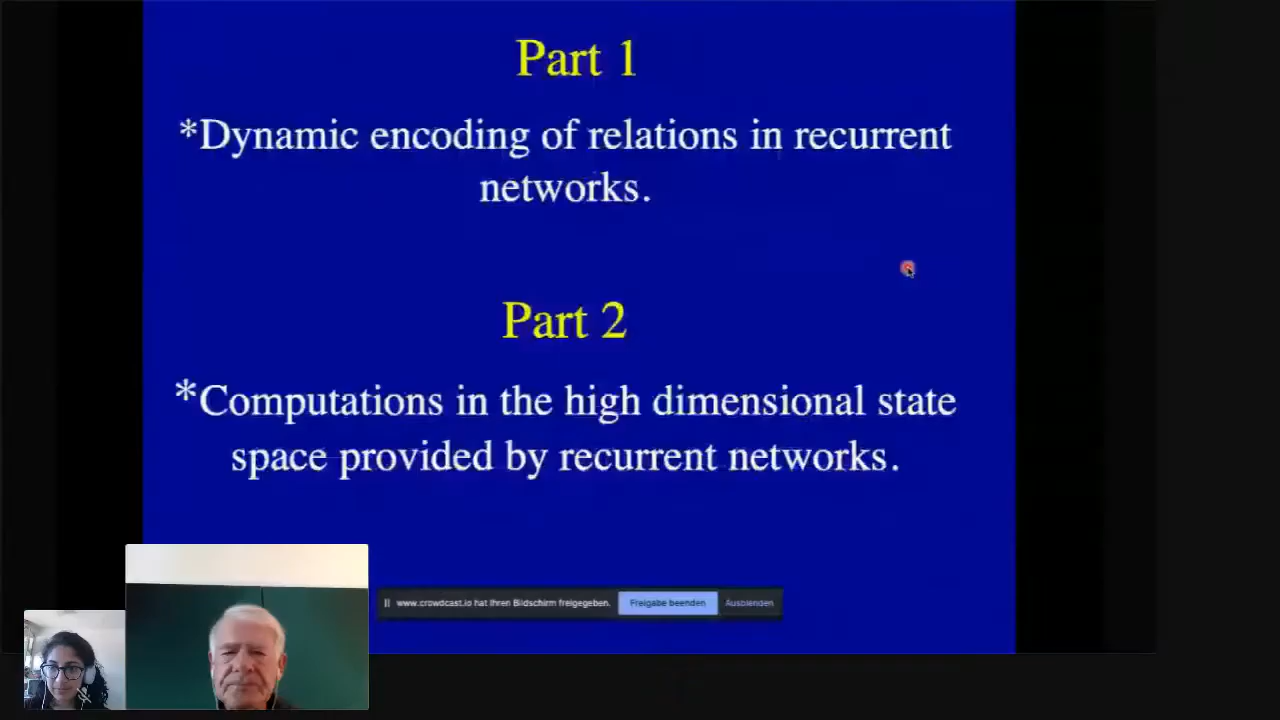 Part 1
*Dynamic encoding of relations in recurrent
networks.
Part 2
*Computations in the high dimensional state
space provided by recurrent networks.
www.crowdcast.io hat Ihren Bildschirm freigegeben. Freigabe beenden Ausblenden